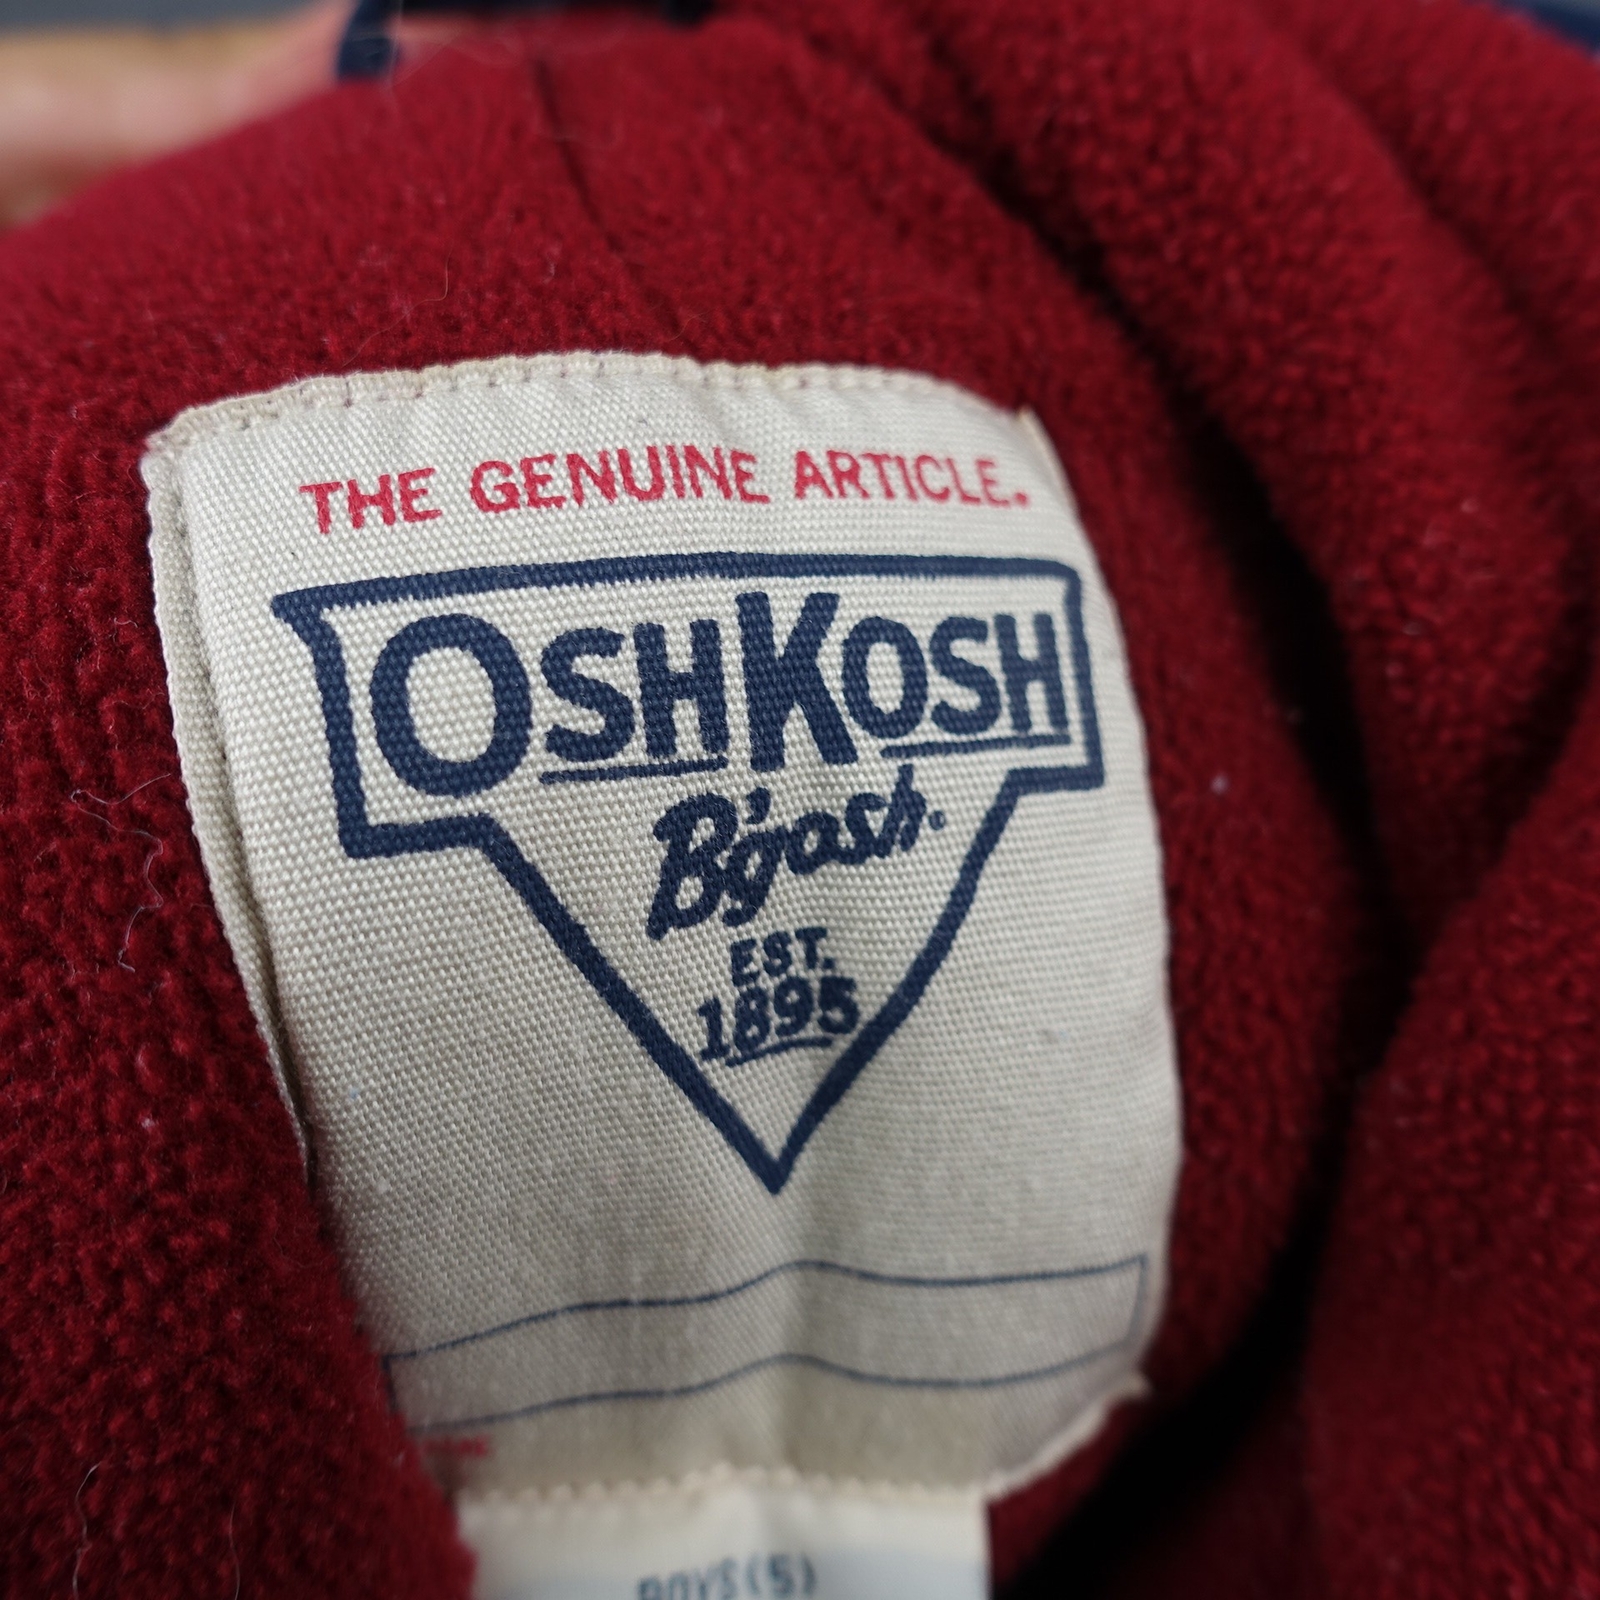 THE GENUINE ARTICLE.
OSHKOSH
B'gosh.
EST.
1895
BOYS(5)